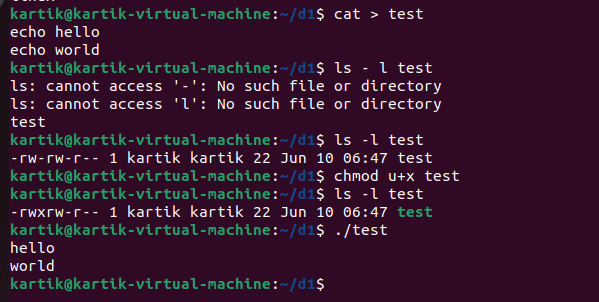 kartik@kartik-virtual-machine:~/d1$ cat > test
echo hello
echo world
kartik@kartik-virtual-machine:~/d1$ ls - l test
ls: cannot access '-': No such file or directory
ls: cannot access 'l': No such file or directory
test
kartik@kartik-virtual-machine:~/d1$ ls -l test
-rw-rw-r-- 1 kartik kartik 22 Jun 10 06:47 test
kartik@kartik-virtual-machine:~/d1$ chmod u+x test
kartik@kartik-virtual-machine:~/d1$ ls -l test
-rwxrw-r-- 1 kartik kartik 22 Jun 10 06:47 test
kartik@kartik-virtual-machine:~/d1$ ./test
hello
world
kartik@kartik-virtual-machine:~/d1$